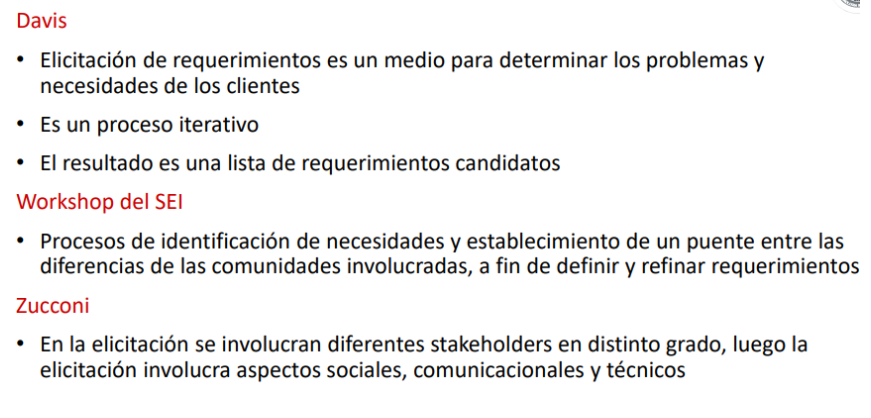 Davis
• Elicitación de requerimientos es un medio para determinar los problemas y
necesidades de los clientes
• Es un proceso iterativo
• El resultado es una lista de requerimientos candidatos
Workshop del SEI
• Procesos de identificación de necesidades y establecimiento de un puente entre las
diferencias de las comunidades involucradas, a fin de definir y refinar requerimientos
Zucconi
• En la elicitación se involucran diferentes stakeholders en distinto grado, luego la
elicitación involucra aspectos sociales, comunicacionales y técnicos